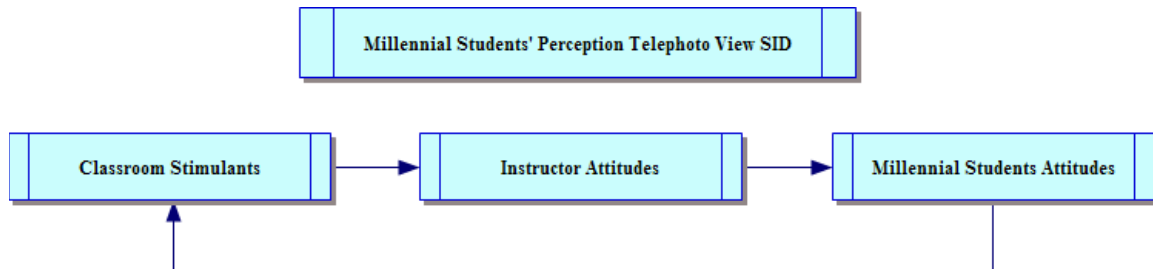 Millennial Students' Perception Telephoto View SID
Classroom Stimulants
Instructor Attitudes
Millennial Students Attitudes